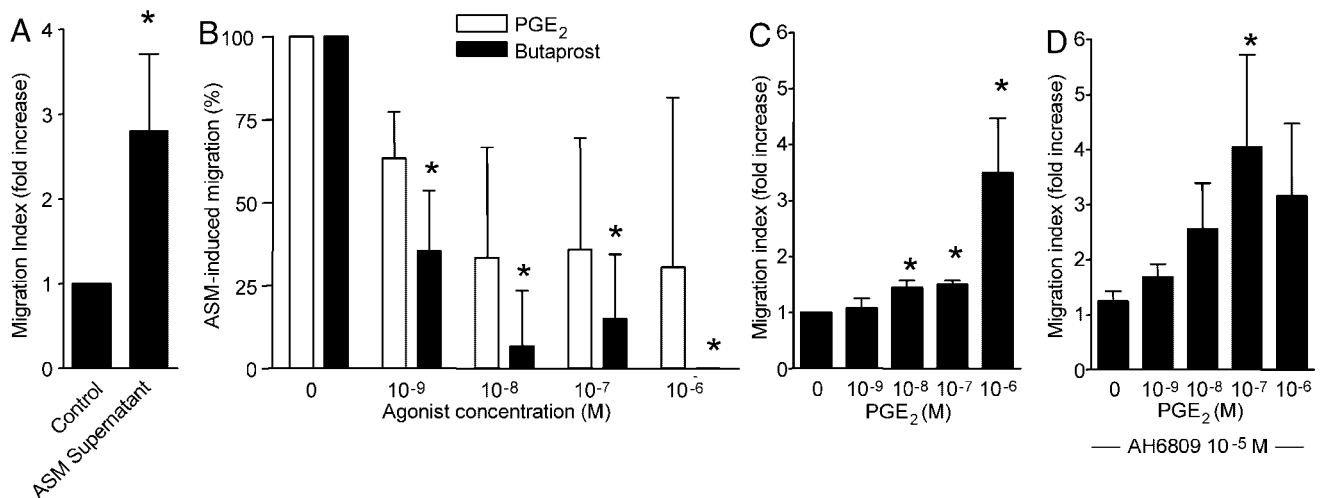 A
Migration Index (fold increase)
4
3
2
1
0
*
Control
ASM Supernatant
B
ASM-induced migration (%)
100
75
50
25
0
PGE2
Butaprost
* * * *
0 10-9 10-8 10-7 10-6
Agonist concentration (M)
C
Migration index (fold increase)
6
5
4
3
2
1
0
* * *
0 10-9 10-8 10-7 10-6
PGE2 (M)
D
Migration index (fold increase)
6
5
4
3
2
1
0
*
0 10-9 10-8 10-7 10-6
PGE2 (M)
AH6809 10-5 M